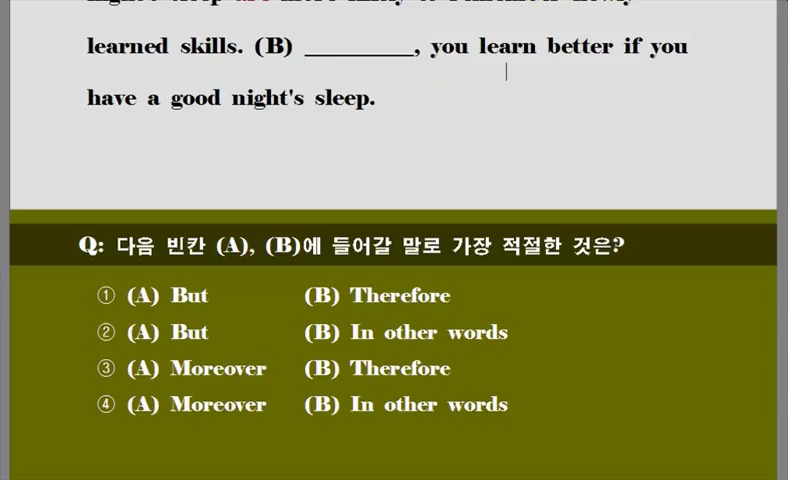 learned skills. (B) __________, you learn better if you
have a good night's sleep.
Q: 다음 빈칸 (A), (B)에 들어갈 말로 가장 적절한 것은?
① (A) But (B) Therefore
② (A) But (B) In other words
③ (A) Moreover (B) Therefore
④ (A) Moreover (B) In other words